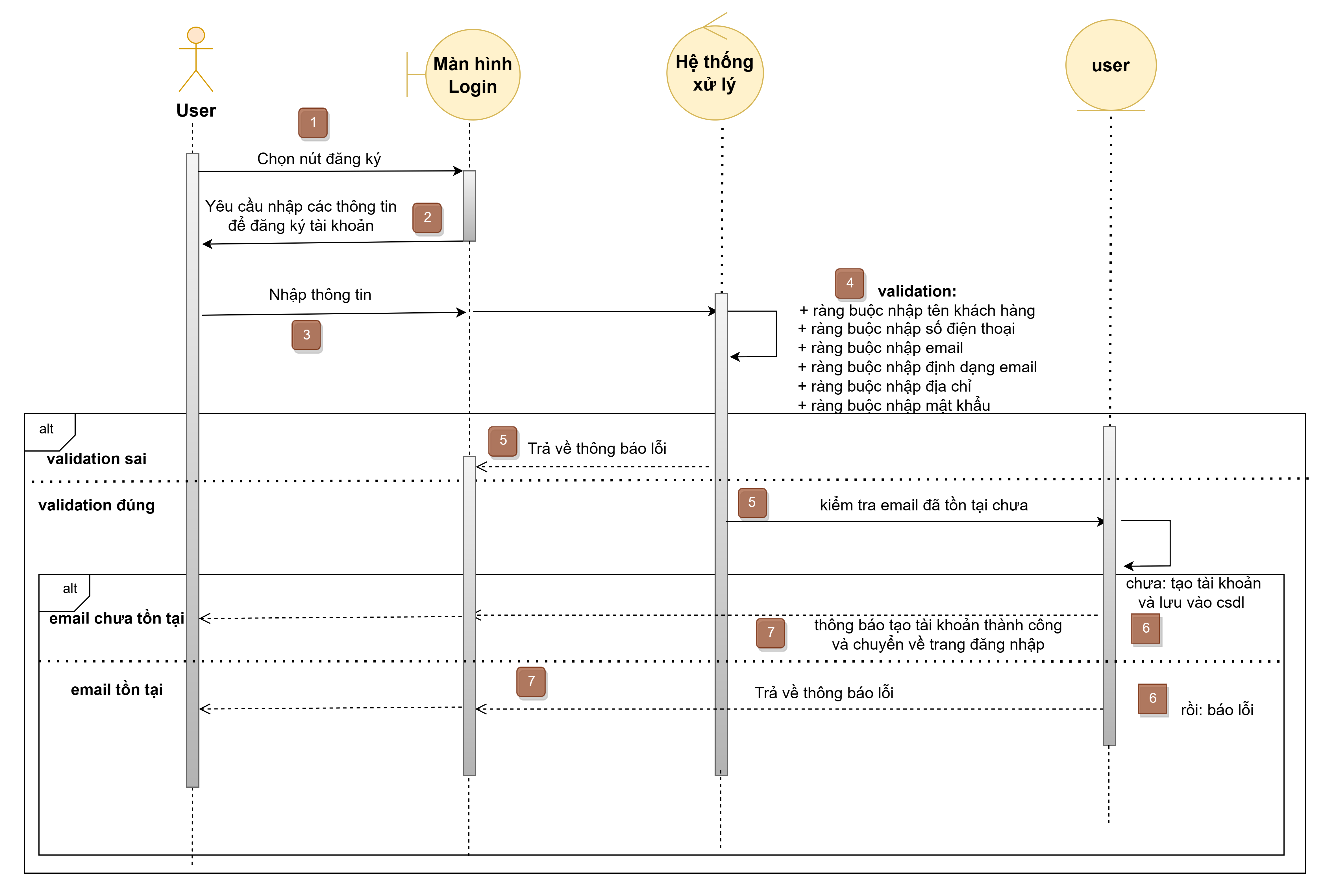 Màn hình
Login
Hệ thống
xử lý
user
User
1
Chọn nút đăng ký
Yêu cầu nhập các thông tin
để đăng ký tài khoản
2
Nhập thông tin
3
4
validation:
+ ràng buộc nhập tên khách hàng
+ ràng buộc nhập số điện thoại
+ ràng buộc nhập email
+ ràng buộc nhập định dạng email
+ ràng buộc nhập địa chỉ
+ ràng buộc nhập mật khẩu
alt
validation sai
5
Trả về thông báo lỗi
validation đúng
5
kiểm tra email đã tồn tại chưa
alt
chưa: tạo tài khoản
và lưu vào csdl
email chưa tồn tại
7
thông báo tạo tài khoản thành công
và chuyển về trang đăng nhập
6
email tồn tại
7
Trả về thông báo lỗi
6
rồi: báo lỗi